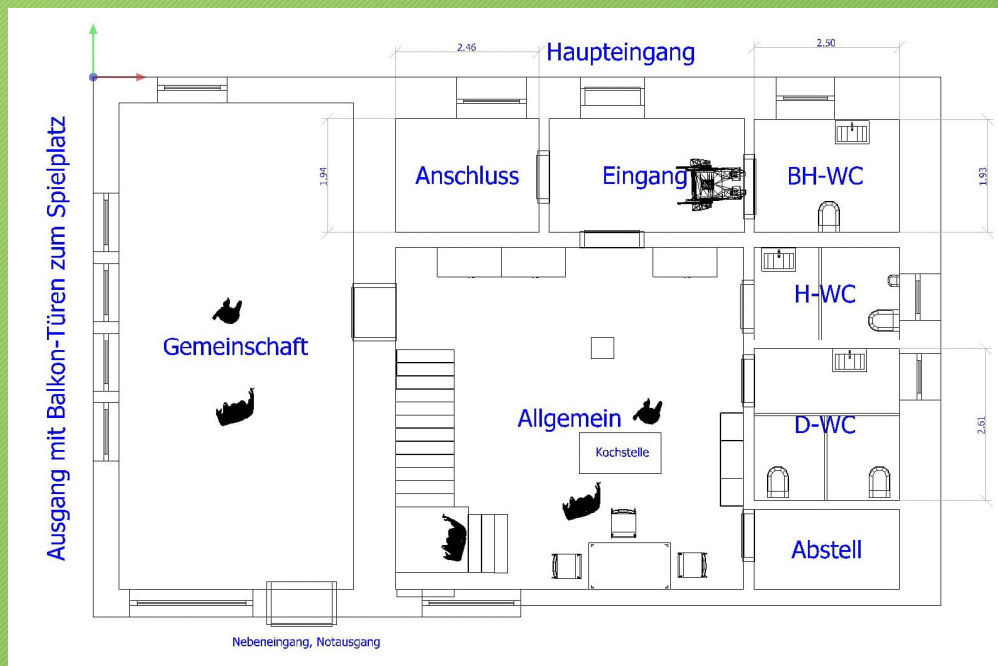 2.46
Haupteingang
2.50
Ausgang mit Balkon-Türen zum Spielplatz
1.94
Anschluss
Eingang
BH-WC
1.93
H-WC
Gemeinschaft
Allgemein
D-WC
2.61
Kochstelle
Abstell
Nebeneingang, Notausgang